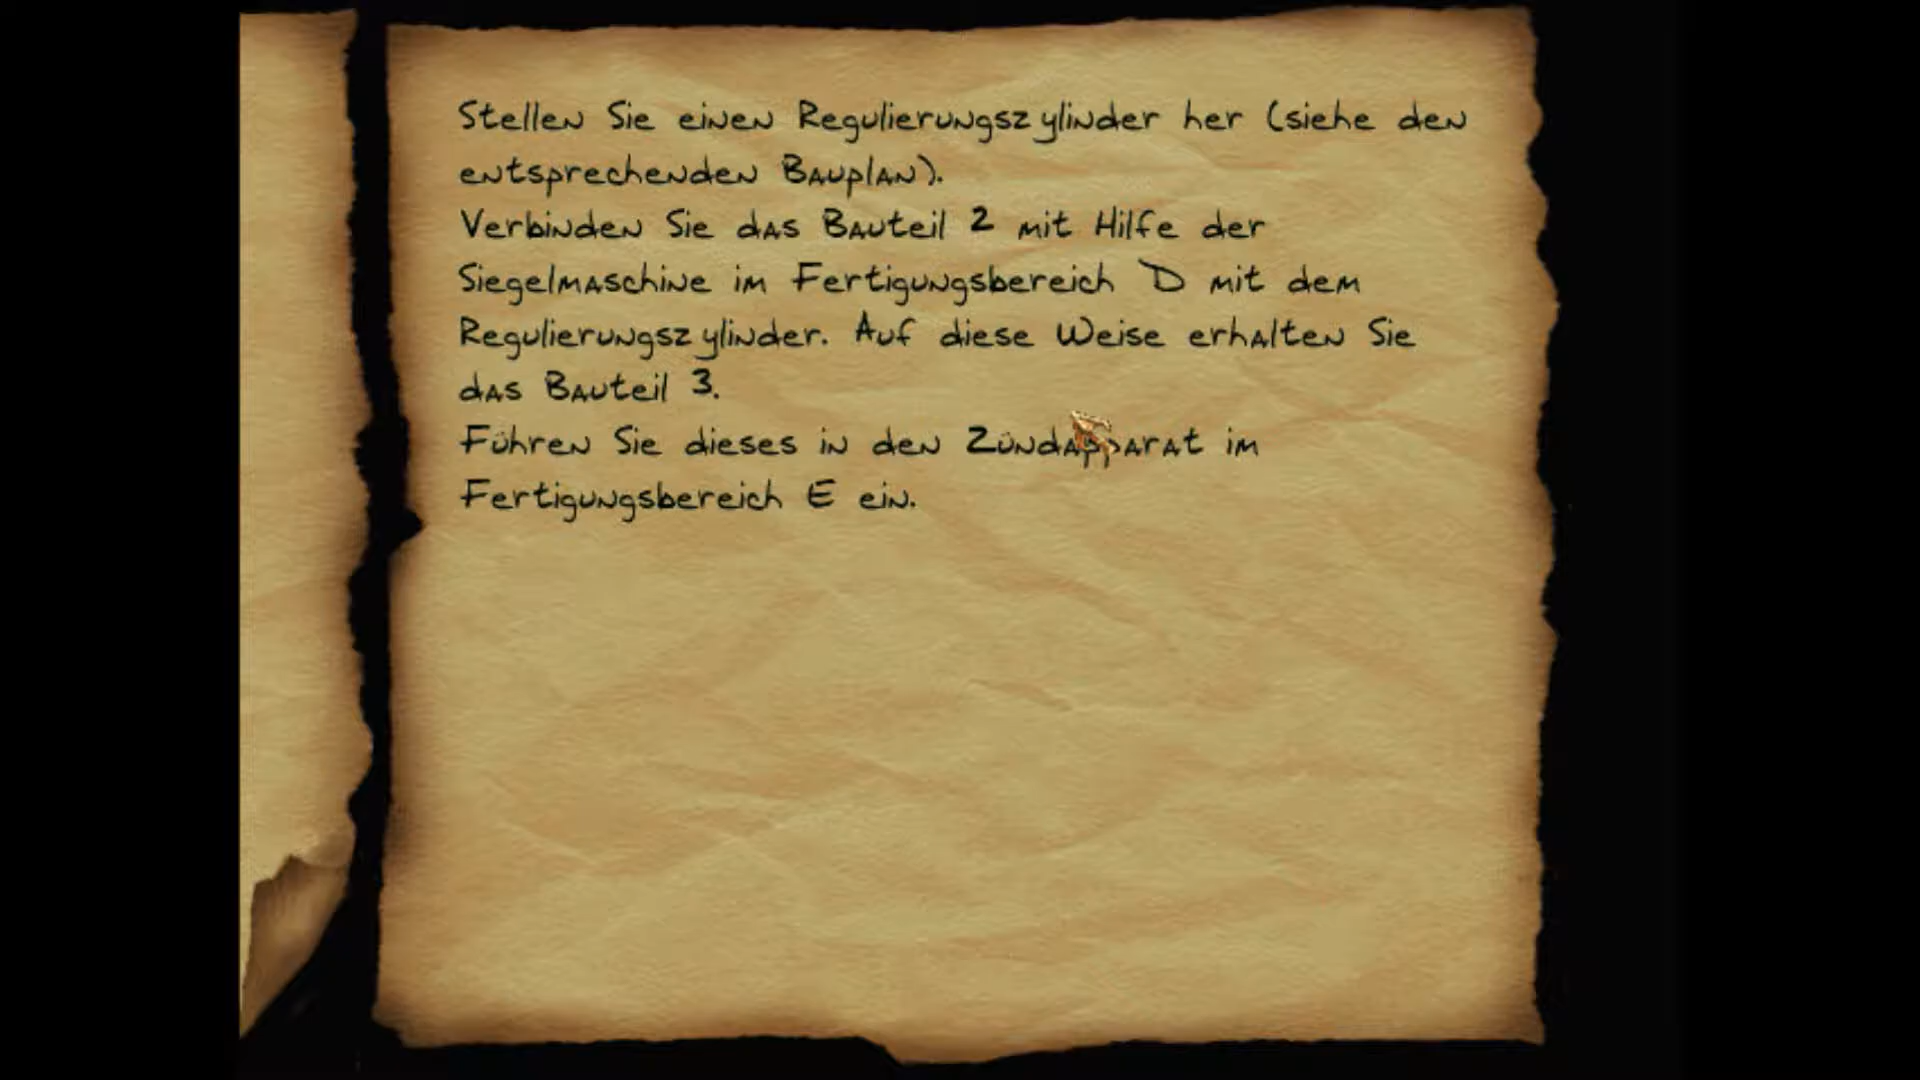 Stellen Sie einen Regulierungszylinder her (siehe den
entsprechenden Bauplan).
Verbinden Sie das Bauteil 2 mit Hilfe der
Siegelmaschine im Fertigungsbereich D mit dem
Regulierungszylinder. Auf diese Weise erhalten Sie
das Bauteil 3.
Führen Sie dieses in den Zündapparat im
Fertigungsbereich E ein.